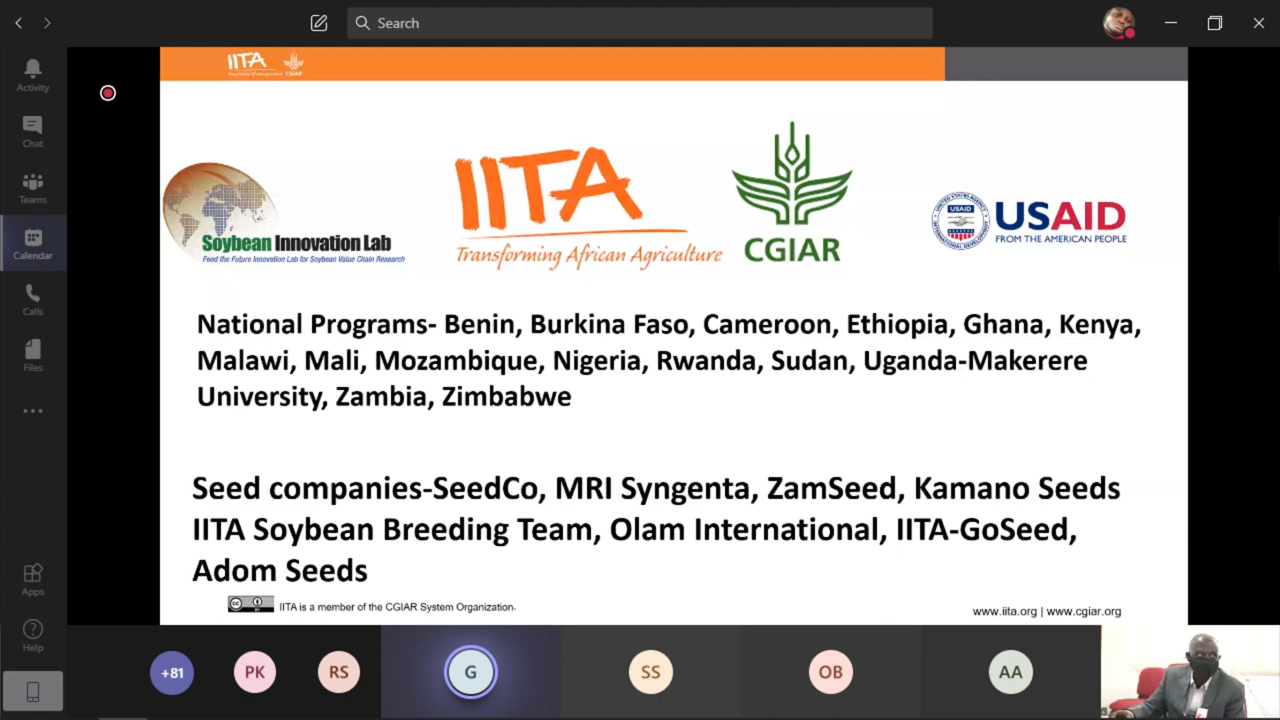 Search
Activity
Chat
Teams
Calendar
Calls
Files
Apps
Help
IITA
CGIAR
Soybean Innovation Lab
Feed the Future Innovation Lab for Soybean Value Chain Research
IITA
Transforming African Agriculture
CGIAR
USAID
USAID
FROM THE AMERICAN PEOPLE
National Programs- Benin, Burkina Faso, Cameroon, Ethiopia, Ghana, Kenya,
Malawi, Mali, Mozambique, Nigeria, Rwanda, Sudan, Uganda-Makerere
University, Zambia, Zimbabwe
Seed companies-SeedCo, MRI Syngenta, ZamSeed, Kamano Seeds
IITA Soybean Breeding Team, Olam International, IITA-GoSeed,
Adom Seeds
cc
IITA is a member of the CGIAR System Organization.
www.iita.org | www.cgiar.org
+81
PK
RS
G
SS
OB
AA